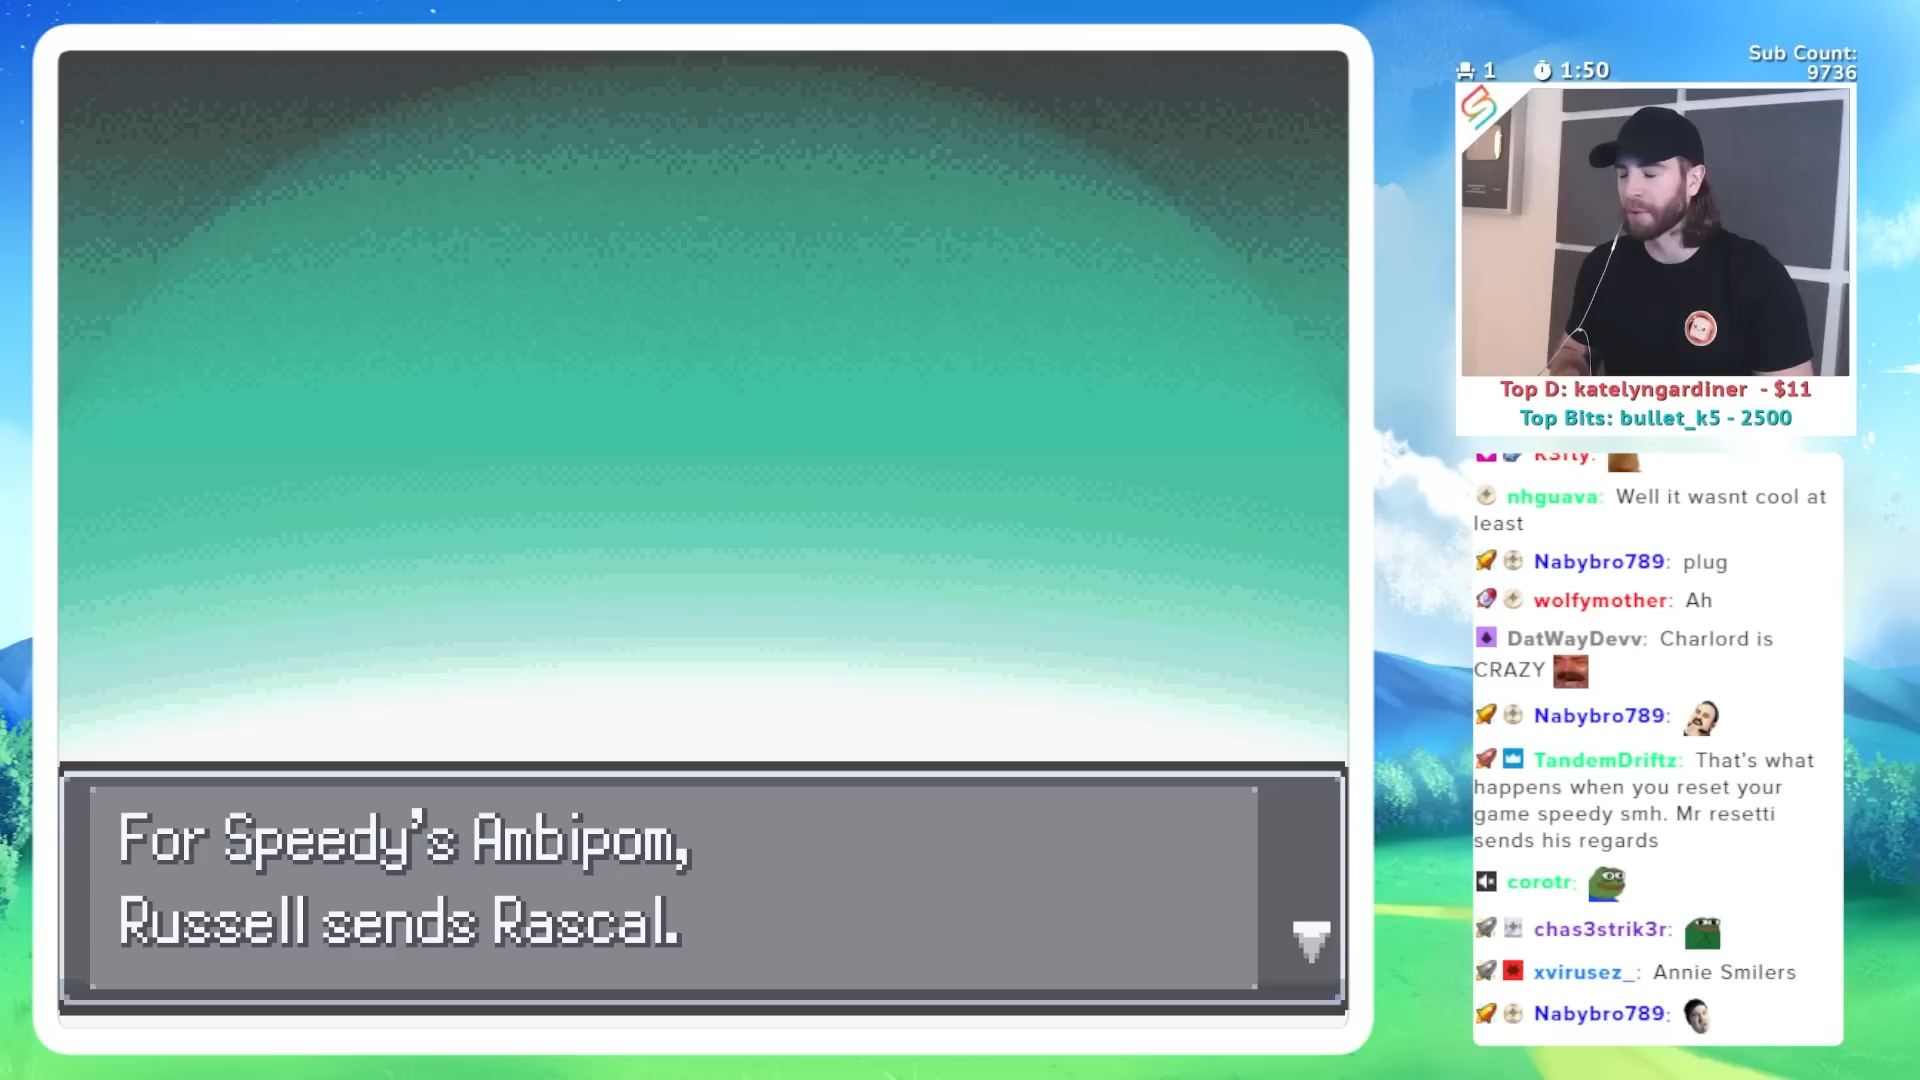 For Speedy's Ambipom,
Russell sends Rascal.
1
1:50
Sub Count:
9736
Top D: katelyngardiner - $11
Top Bits: bullet_k5 - 2500
nhguava: Well it wasnt cool at
least
Nabybro789: plug
wolfymother: Ah
DatWayDevv: Charlord is
CRAZY
Nabybro789:
TandemDriftz: That's what
happens when you reset your
game speedy smh. Mr resetti
sends his regards
corotr:
chas3strik3r:
xvirusez_: Annie Smilers
Nabybro789: